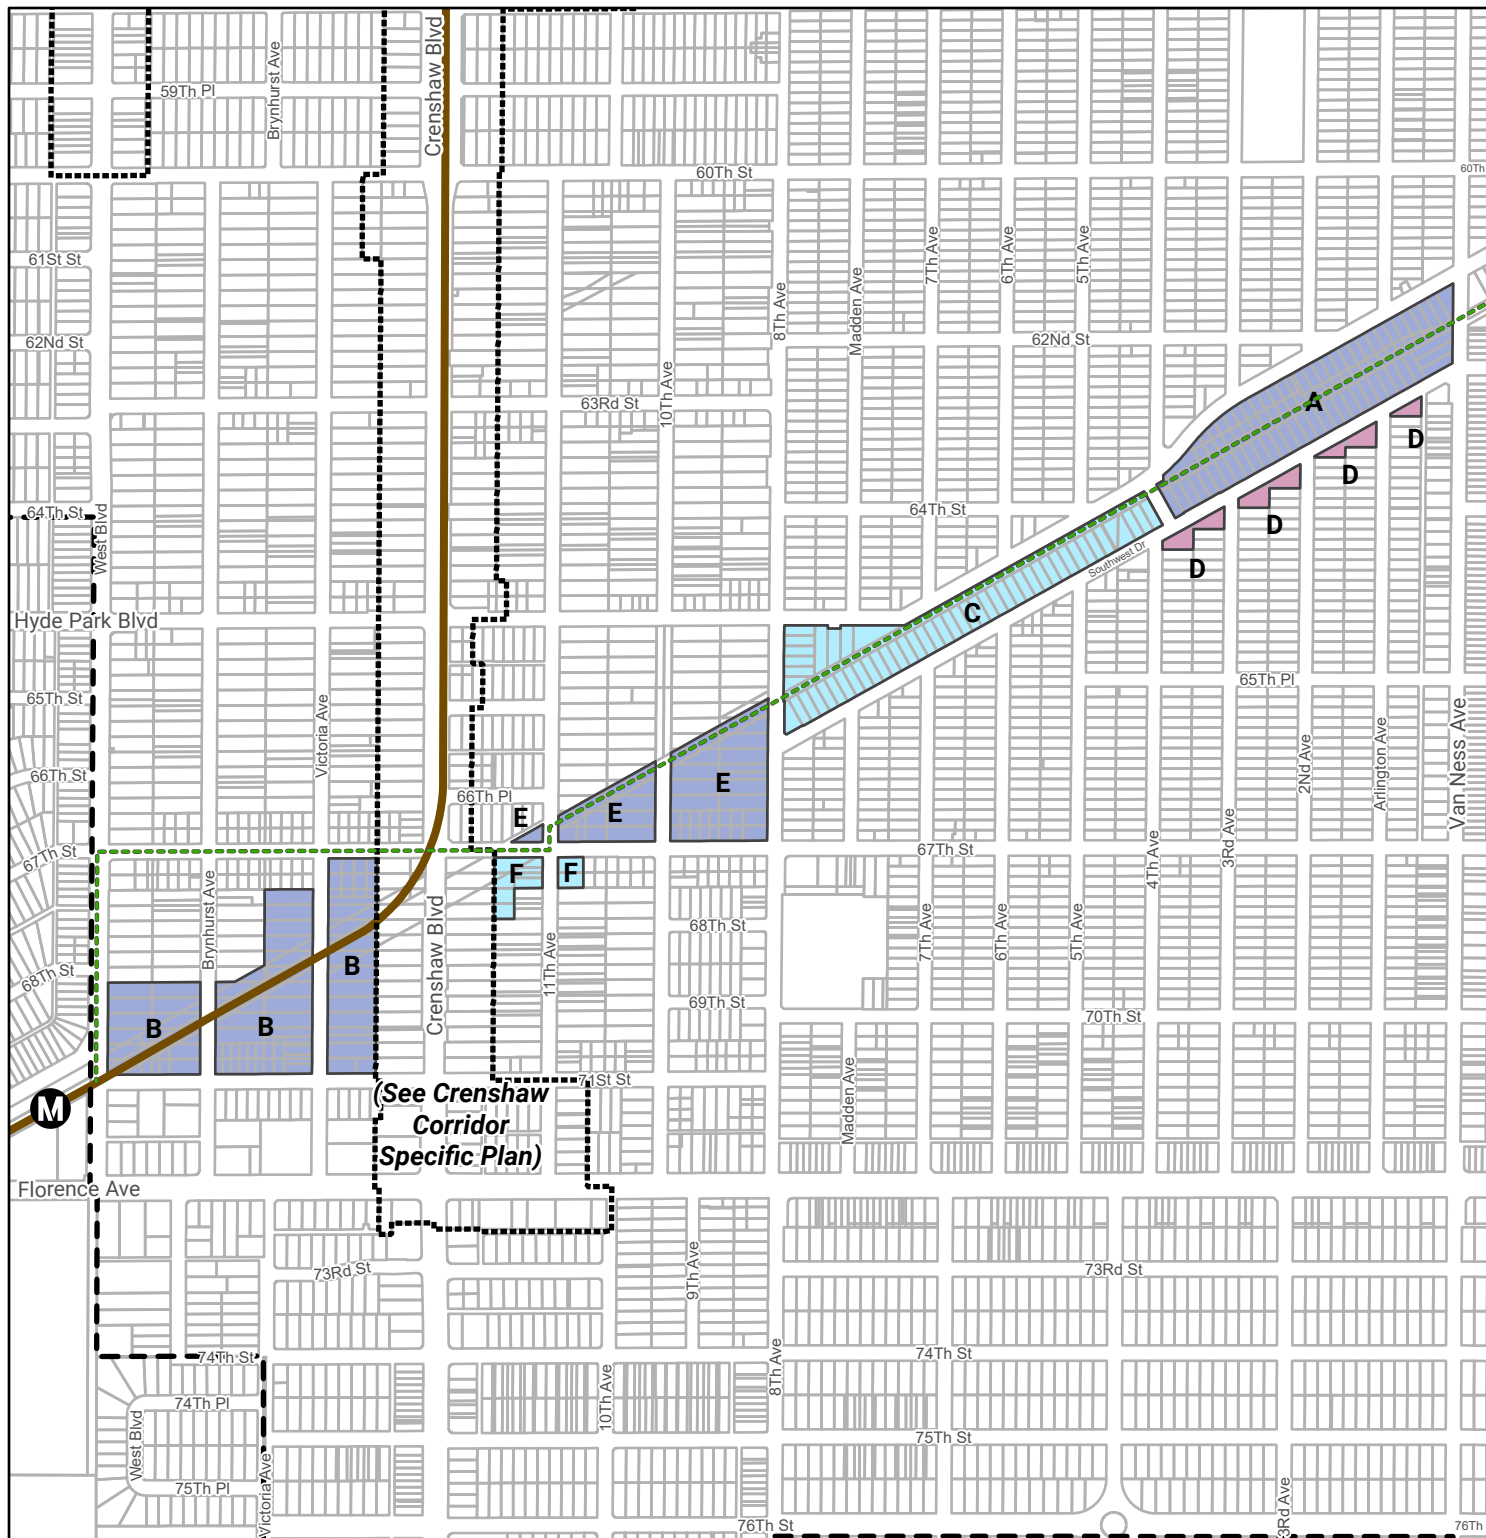 Crenshaw Blvd
Brynhurst Ave
59Th Pl
60Th St
60Th
61St St
7Th Ave
6Th Ave
5Th Ave
8Th Ave
Madden Ave
62Nd St
62Nd St
10Th Ave
63Rd St
A
D
D
D
D
64Th St
West Blvd
64Th St
Southwest Dr
C
Hyde Park Blvd
65Th St
65Th Pl
Victoria Ave
2Nd Ave
Arlington Ave
Van Ness Ave
66Th St
66Th Pl
E
E
E
3Rd Ave
4Th Ave
67Th St
67Th St
F
F
Brynhurst Ave
68Th St
Crenshaw Blvd
11Th Ave
7Th Ave
6Th Ave
5Th Ave
68Th St
B
B
B
69Th St
70Th St
71St St
Madden Ave
M
(See Crenshaw
Corridor
Specific Plan)
Florence Ave
73Rd St
9Th Ave
73Rd St
74Th St
8Th Ave
74Th St
74Th Pl
10Th Ave
West Blvd
75Th St
75Th Pl
Victoria Ave
3Rd Ave
76Th St
76Th